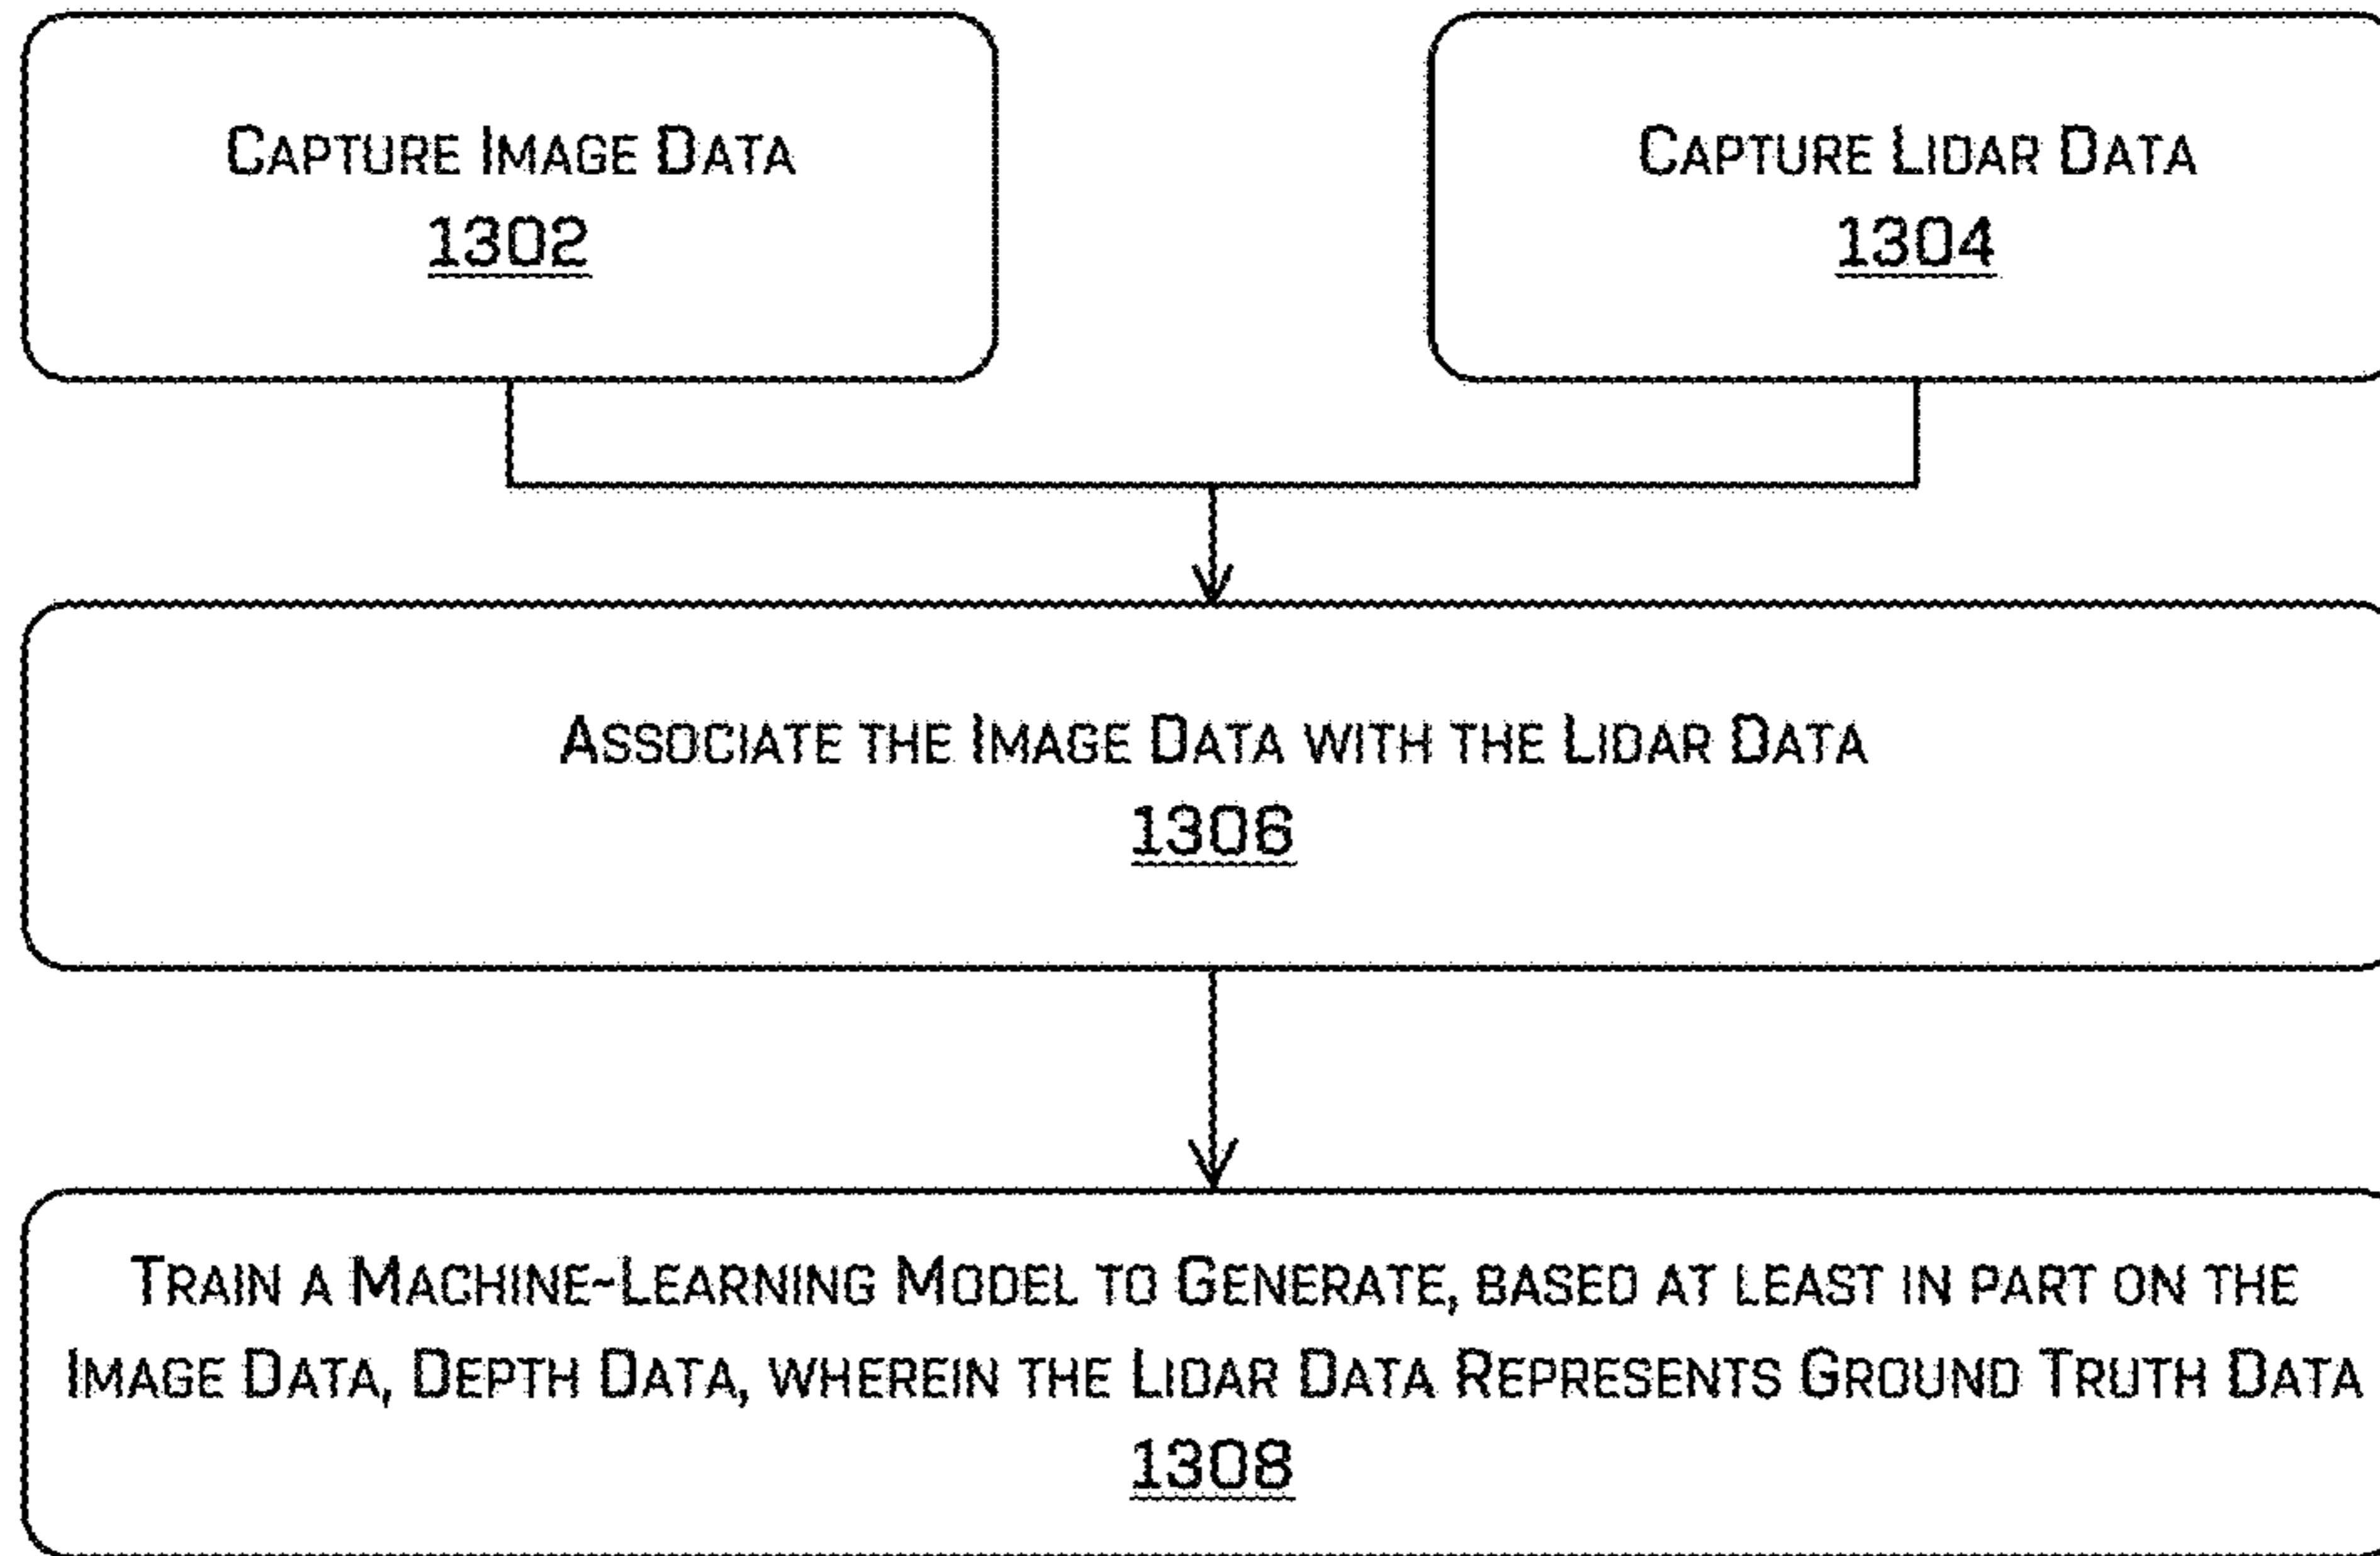 Capture Image Data
1302
Capture Lidar Data
1304
Associate the Image Data with the Lidar Data
1306
Train a Machine-Learning Model to Generate, based at least in part on the
Image Data, Depth Data, wherein the Lidar Data Represents Ground Truth Data
1308